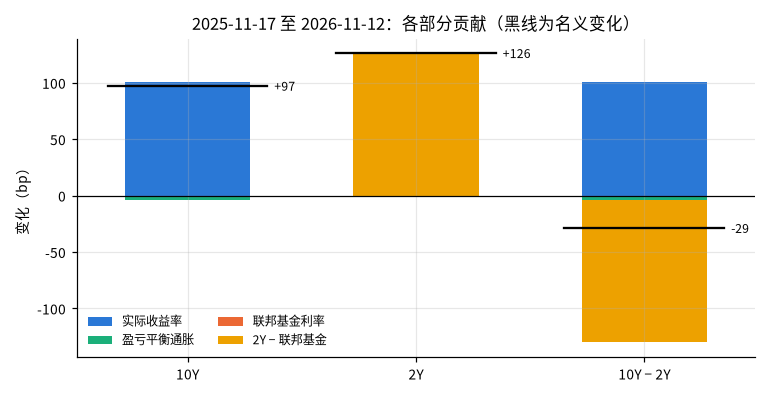 2025-11-17 至 2026-11-12：各部分贡献（黑线为名义变化）
变化（bp）
100
50
0
-50
-100
+97
+126
-29
实际收益率
盈亏平衡通胀
联邦基金利率
2Y − 联邦基金
10Y
2Y
10Y − 2Y